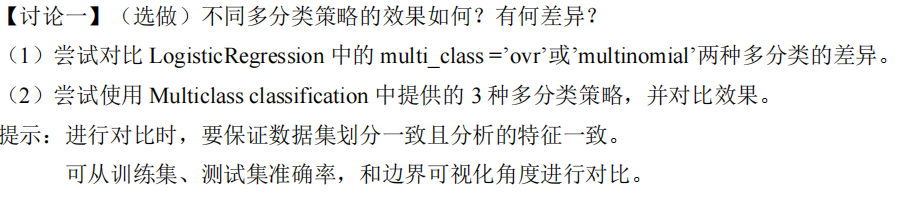 【讨论一】（选做）不同多分类策略的效果如何？有何差异？
（1）尝试对比 LogisticRegression 中的 multi_class =’ovr’或’multinomial’两种多分类的差异。
（2）尝试使用 Multiclass classification 中提供的 3 种多分类策略，并对比效果。
提示：进行对比时，要保证数据集划分一致且分析的特征一致。
可从训练集、测试集准确率，和边界可视化角度进行对比。